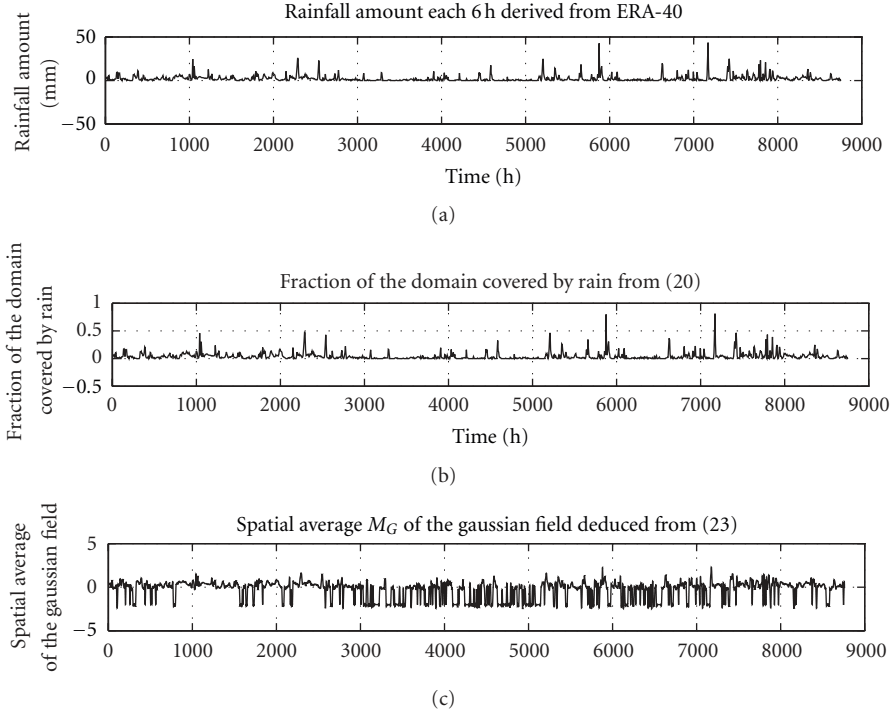 Rainfall amount each 6 h derived from ERA-40
Rainfall amount
(mm)
50
0
−50
0 1000 2000 3000 4000 5000 6000 7000 8000 9000
Time (h)
(a)
Fraction of the domain covered by rain from (20)
Fraction of the domain
covered by rain
1
0.5
0
−0.5
0 1000 2000 3000 4000 5000 6000 7000 8000 9000
Time (h)
(b)
Spatial average M_G of the gaussian field deduced from (23)
Spatial average
of the gaussian field
5
0
−5
0 1000 2000 3000 4000 5000 6000 7000 8000 9000
(c)